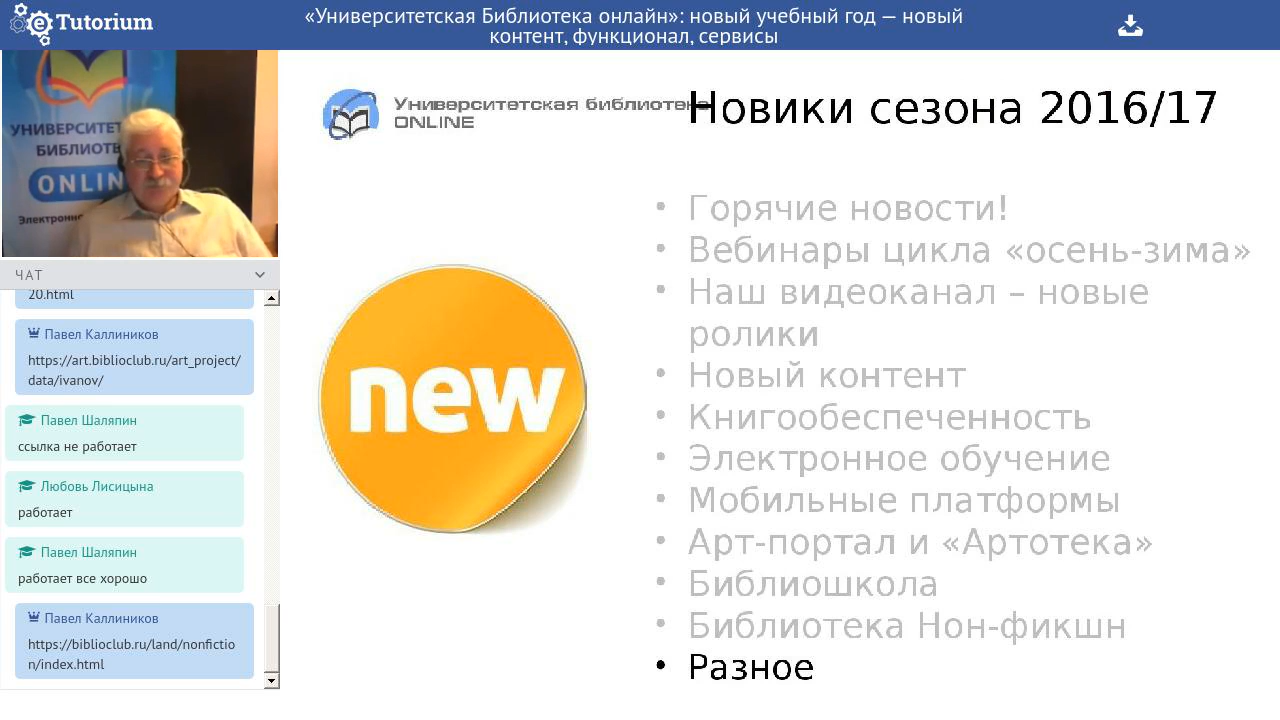 Tutorium
«Университетская Библиотека онлайн»: новый учебный год — новый
контент, функционал, сервисы
УНИВЕРСИТЕТ
БИБЛИОТЕ
ONLIN
Электронно
ЧАТ
20.html
Павел Каллиников
https://art.biblioclub.ru/art_project/
data/ivanov/
Павел Шаляпин
ссылка не работает
Любовь Лисицына
работает
Павел Шаляпин
работает все хорошо
Павел Каллиников
https://biblioclub.ru/land/nonfictio
n/index.html
Университетская библиотека
ONLINE
Новики сезона 2016/17
new
• Горячие новости!
• Вебинары цикла «осень-зима»
• Наш видеоканал – новые
ролики
• Новый контент
• Книгообеспеченность
• Электронное обучение
• Мобильные платформы
• Арт-портал и «Артотека»
• Библиошкола
• Библиотека Нон-фикшн
• Разное